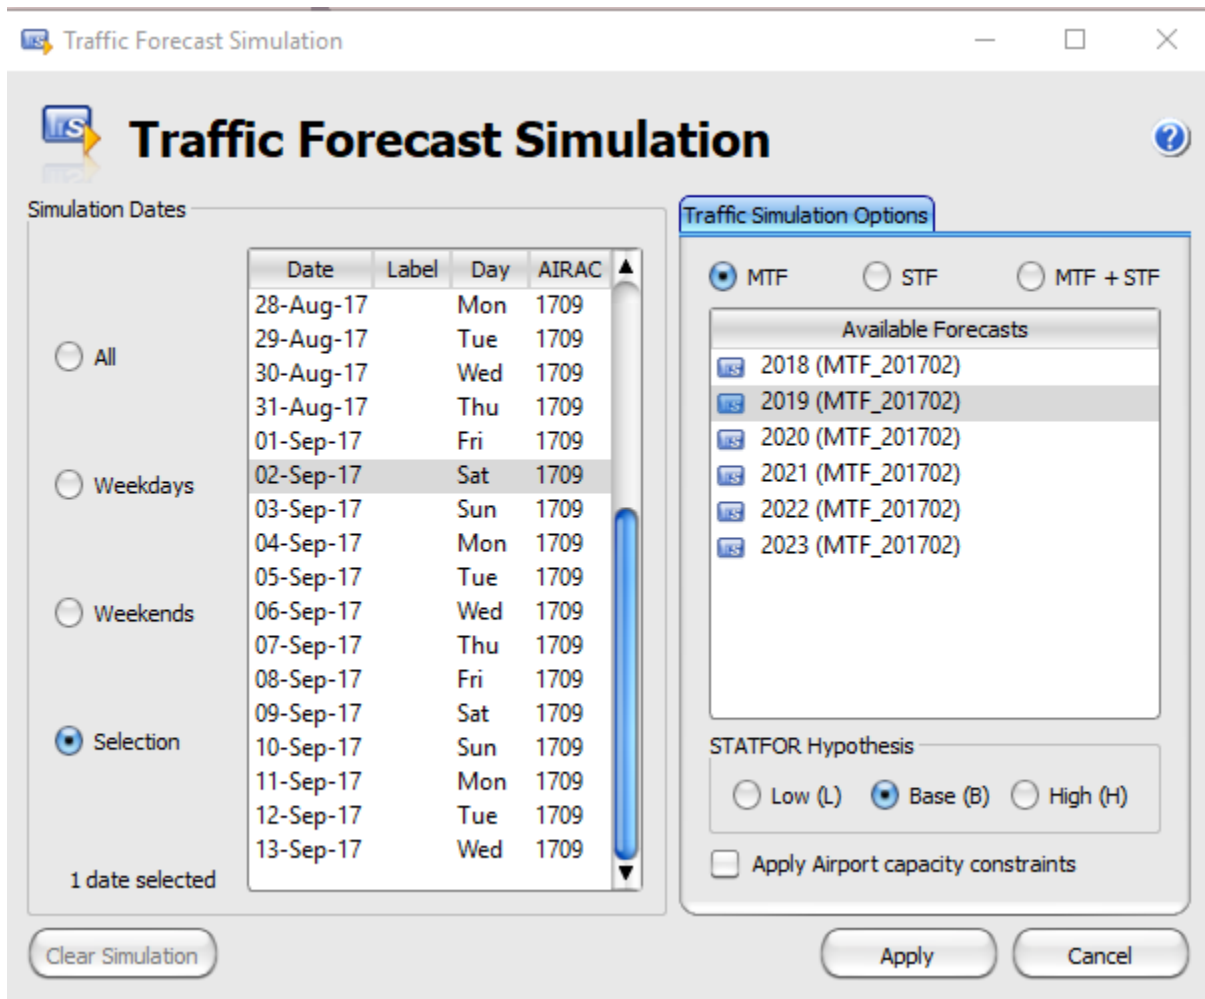 Traffic Forecast Simulation
Traffic Forecast Simulation
Simulation Dates
All
Weekdays
Weekends
Selection
1 date selected
Date Label Day AIRAC
28-Aug-17 Mon 1709
29-Aug-17 Tue 1709
30-Aug-17 Wed 1709
31-Aug-17 Thu 1709
01-Sep-17 Fri 1709
02-Sep-17 Sat 1709
03-Sep-17 Sun 1709
04-Sep-17 Mon 1709
05-Sep-17 Tue 1709
06-Sep-17 Wed 1709
07-Sep-17 Thu 1709
08-Sep-17 Fri 1709
09-Sep-17 Sat 1709
10-Sep-17 Sun 1709
11-Sep-17 Mon 1709
12-Sep-17 Tue 1709
13-Sep-17 Wed 1709
Traffic Simulation Options
MTF STF MTF + STF
Available Forecasts
2018 (MTF_201702)
2019 (MTF_201702)
2020 (MTF_201702)
2021 (MTF_201702)
2022 (MTF_201702)
2023 (MTF_201702)
STATFOR Hypothesis
Low (L) Base (B) High (H)
Apply Airport capacity constraints
Clear Simulation Apply Cancel